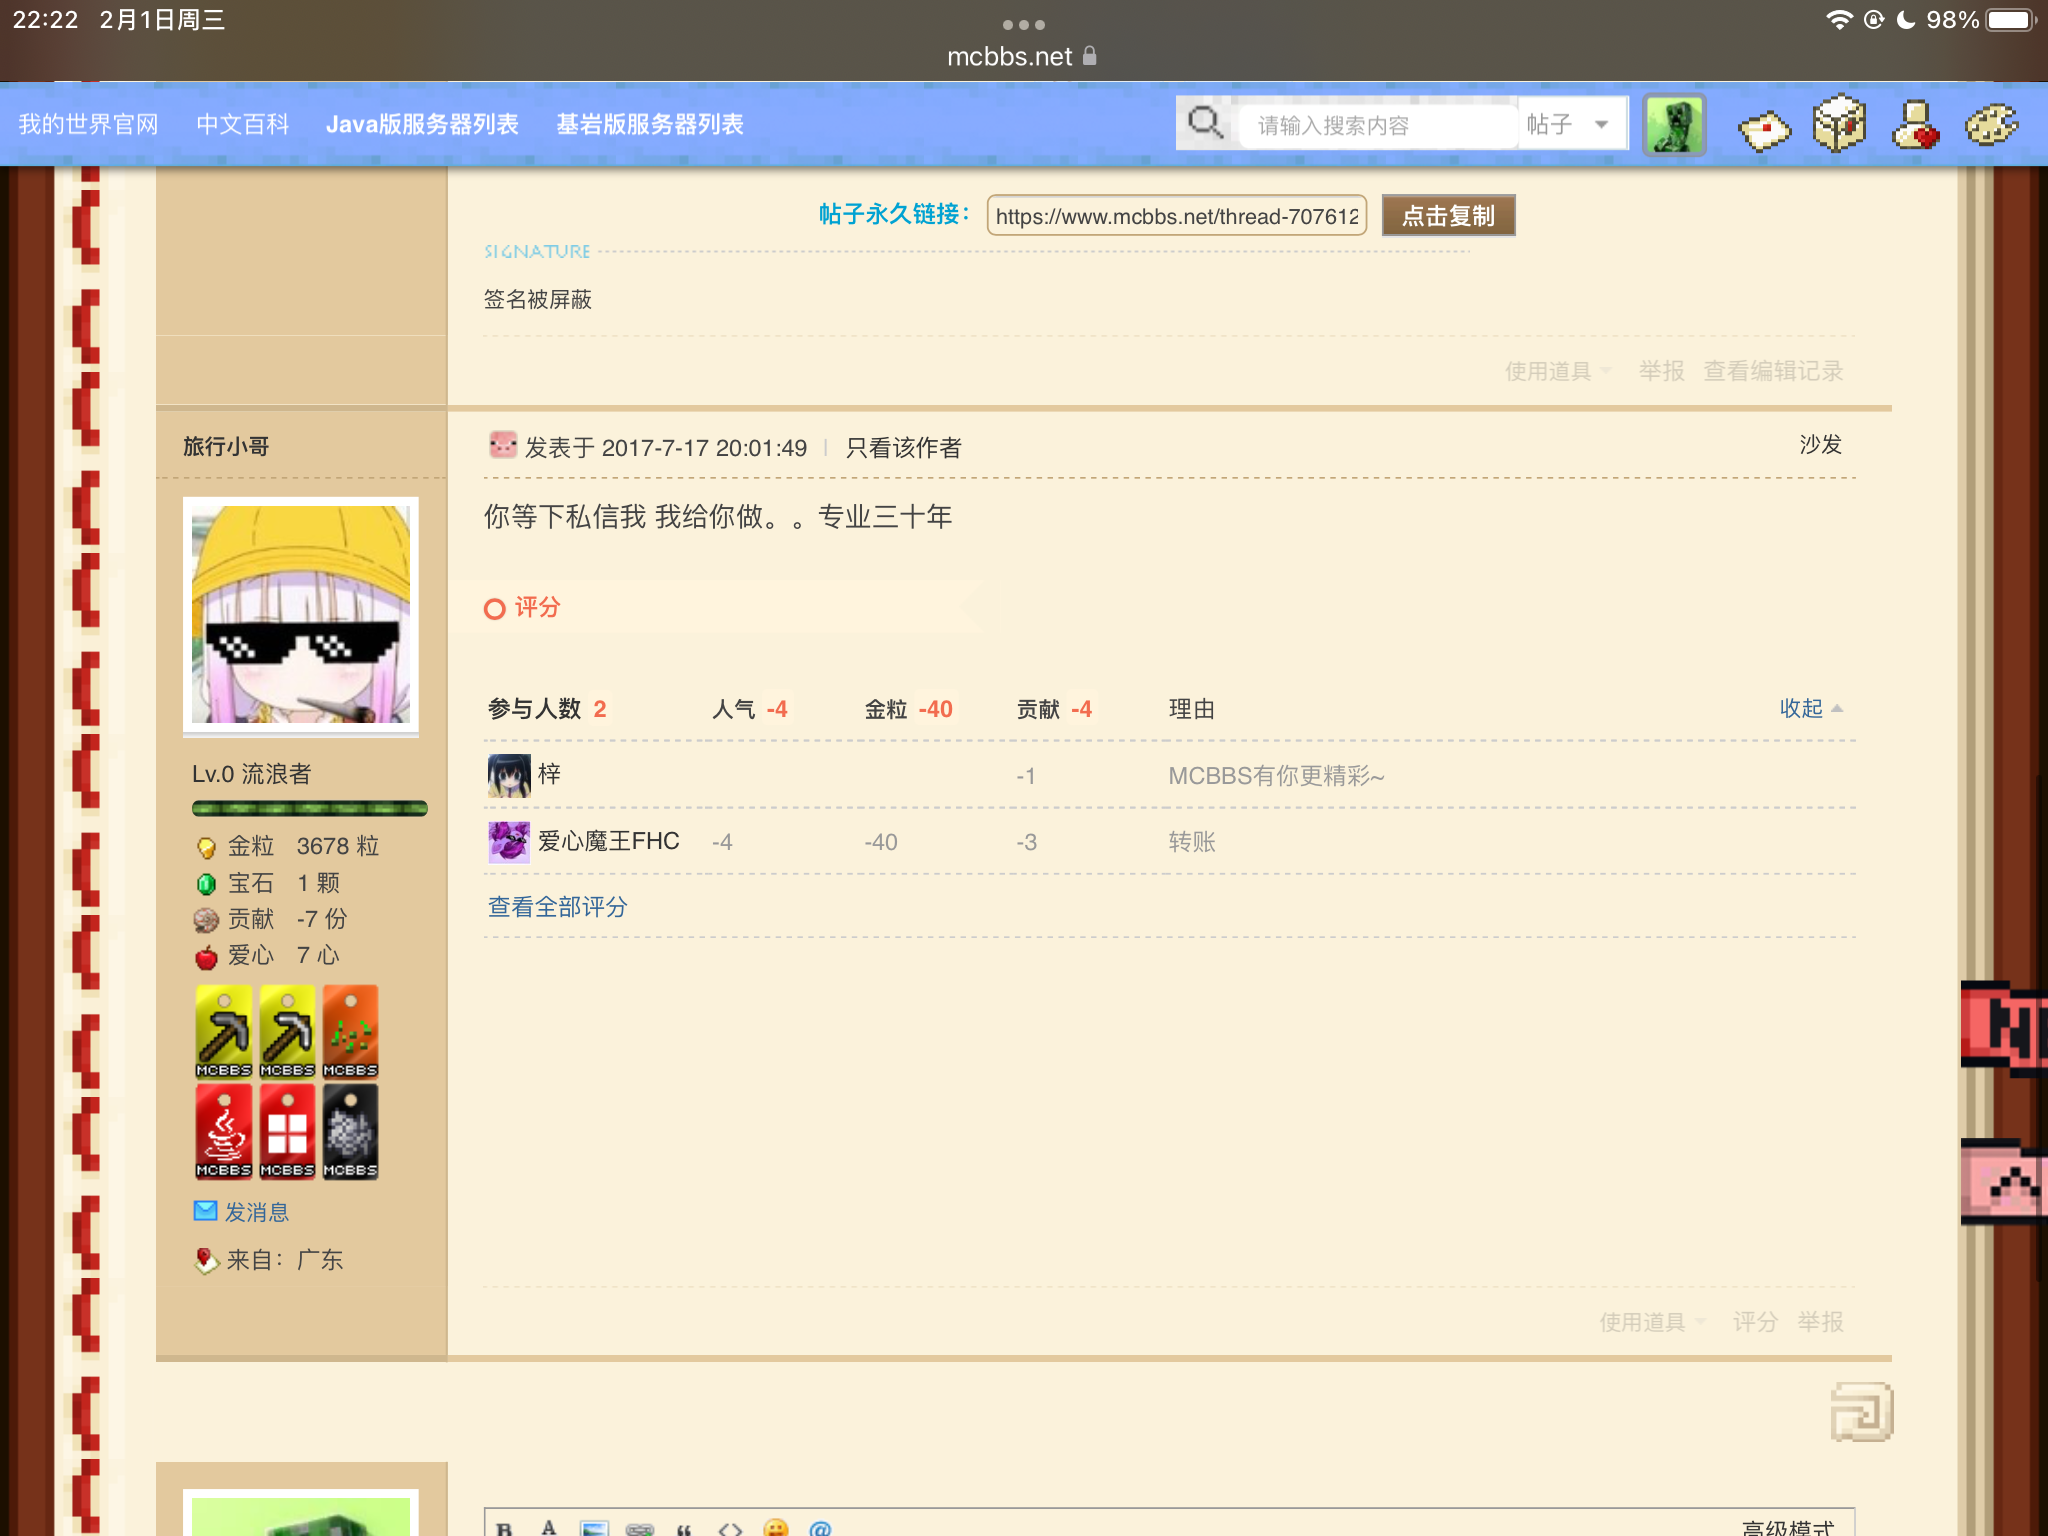 22:22 2月1日周三
98%
mcbbs.net
我的世界官网 中文百科 Java版服务器列表 基岩版服务器列表
请输入搜索内容 帖子
帖子永久链接： https://www.mcbbs.net/thread-707612 点击复制
SIGNATURE
签名被屏蔽
使用道具 举报 查看编辑记录
旅行小哥
发表于 2017-7-17 20:01:49 | 只看该作者
沙发
你等下私信我 我给你做。。专业三十年
评分
参与人数 2 人气 -4 金粒 -40 贡献 -4 理由 收起
梓 -1 MCBBS有你更精彩~
爱心魔王FHC -4 -40 -3 转账
查看全部评分
Lv.0 流浪者
金粒 3678 粒
宝石 1 颗
贡献 -7 份
爱心 7 心
MCBBS MCBBS MCBBS
MCBBS MCBBS MCBBS
发消息
来自：广东
使用道具 评分 举报
B A “ <> @
高级模式